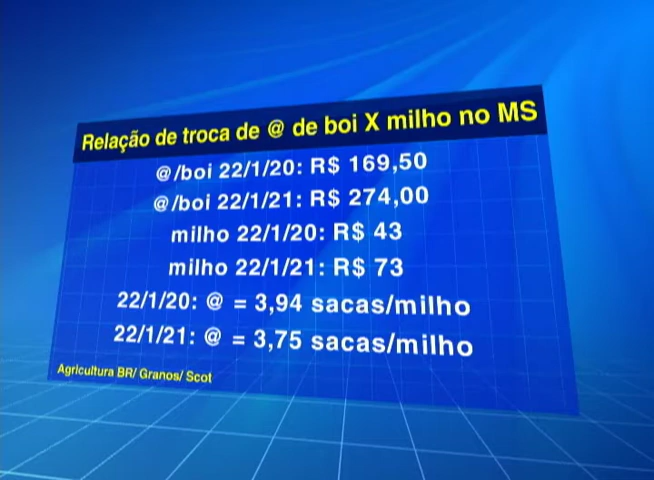 Relação de troca de @ de boi X milho no MS
@/boi 22/1/20: R$ 169,50
@/boi 22/1/21: R$ 274,00
milho 22/1/20: R$ 43
milho 22/1/21: R$ 73
22/1/20: @ = 3,94 sacas/milho
22/1/21: @ = 3,75 sacas/milho
Agricultura BR/ Granos/ Scot